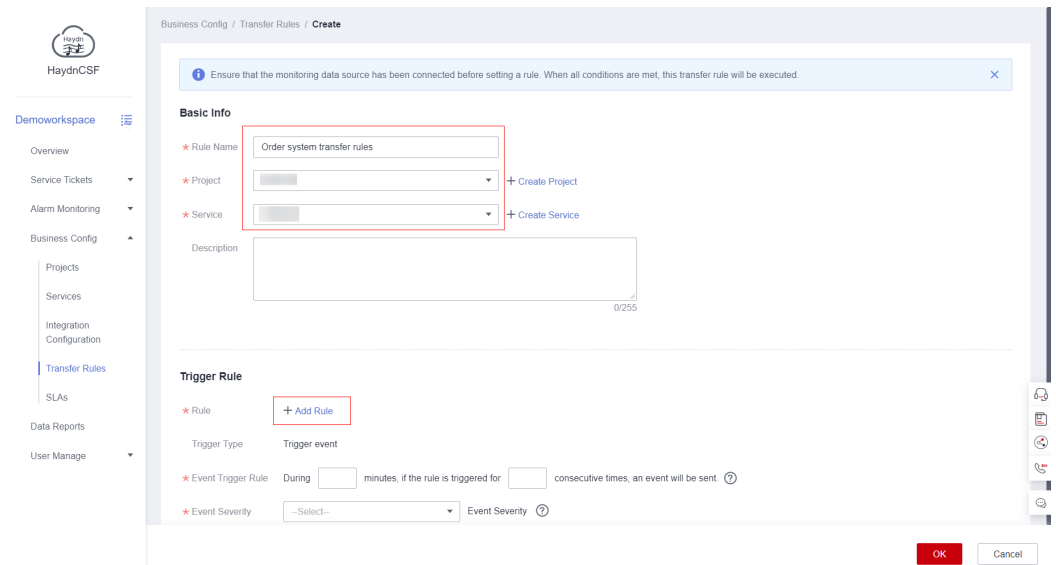 Business Config / Transfer Rules / Create
Haydn
HaydnCSF
Ensure that the monitoring data source has been connected before setting a rule. When all conditions are met, this transfer rule will be executed.
Basic Info
Demoworkspace
* Rule Name Order system transfer rules
Overview
* Project + Create Project
Service Tickets
Alarm Monitoring
* Service + Create Service
Business Config
Description
Projects
Services
0/255
Integration
Configuration
Transfer Rules
Trigger Rule
SLAs
* Rule + Add Rule
Data Reports
Trigger Type Trigger event
User Manage
* Event Trigger Rule During minutes, if the rule is triggered for consecutive times, an event will be sent. ?
* Event Severity --Select-- Event Severity ?
OK Cancel